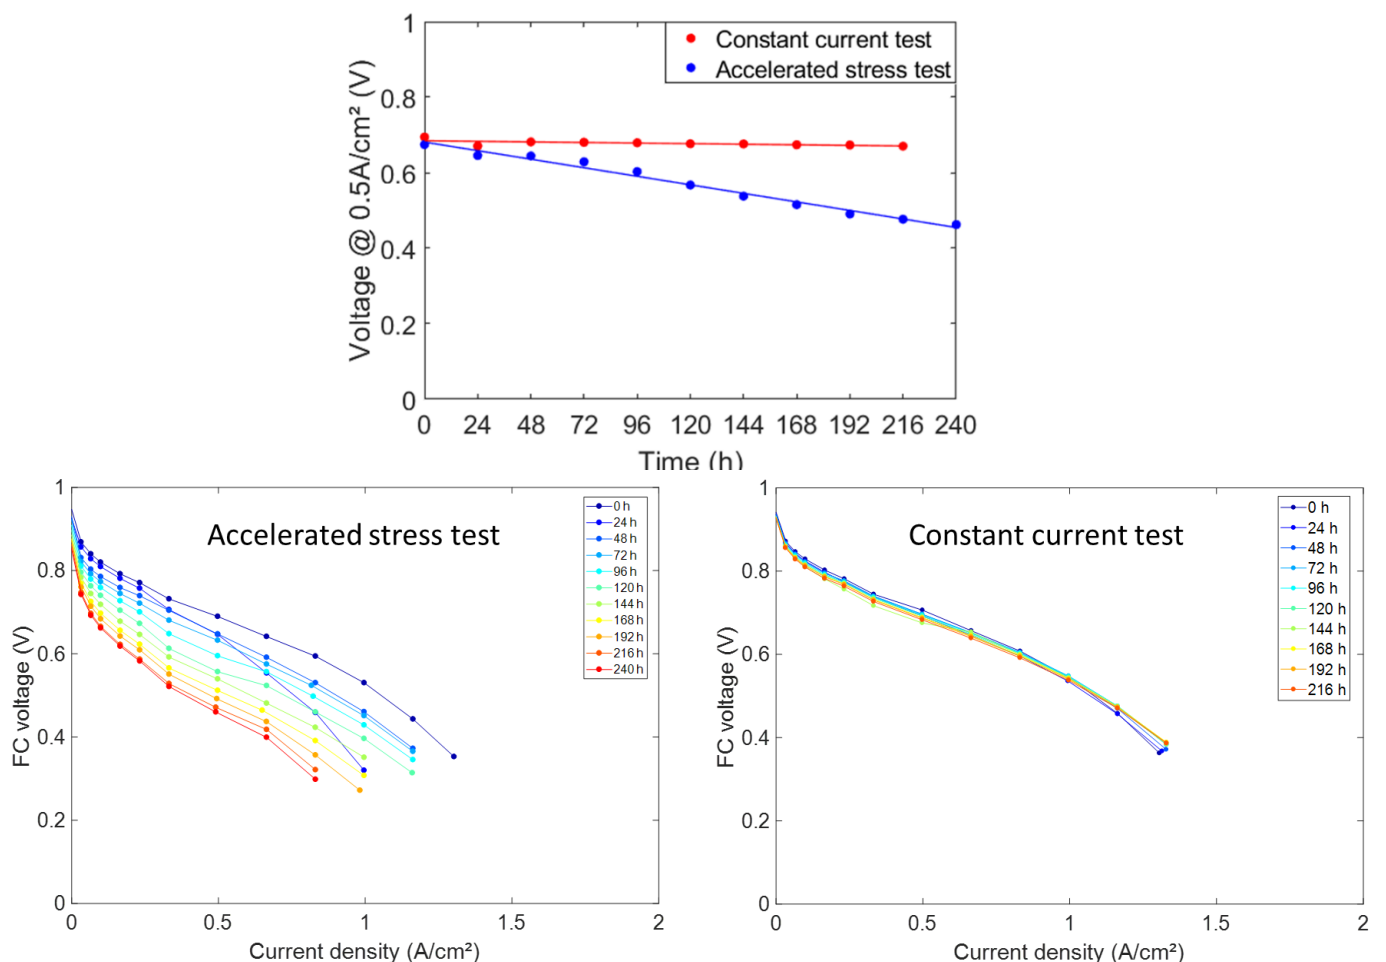 Constant current test
Accelerated stress test
Voltage @ 0.5A/cm² (V)
1
0.8
0.6
0.4
0.2
0
0 24 48 72 96 120 144 168 192 216 240
Time (h)
Accelerated stress test
FC voltage (V)
1
0.8
0.6
0.4
0.2
0
0 0.5 1 1.5 2
Current density (A/cm²)
0 h
24 h
48 h
72 h
96 h
120 h
144 h
168 h
192 h
216 h
240 h
Constant current test
FC voltage (V)
1
0.8
0.6
0.4
0.2
0
0 0.5 1 1.5 2
Current density (A/cm²)
0 h
24 h
48 h
72 h
96 h
120 h
144 h
168 h
192 h
216 h